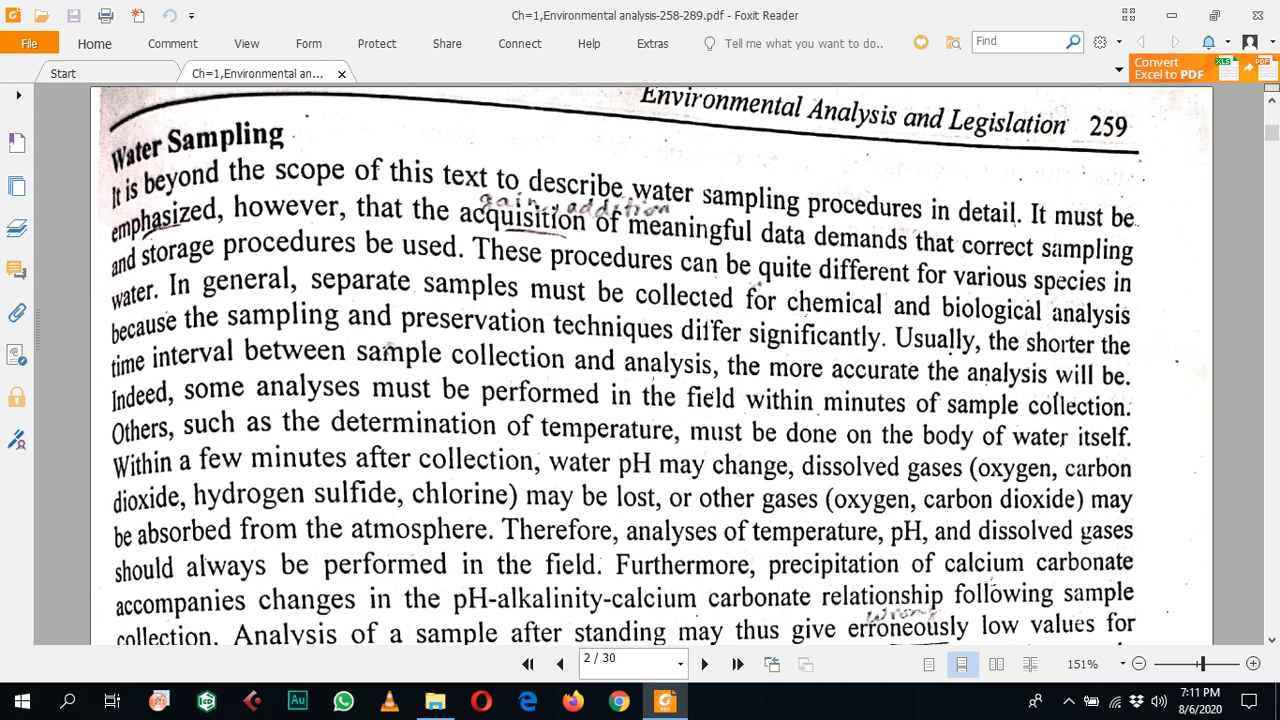 Ch=1,Environmental analysis-258-289.pdf - Foxit Reader
File Home Comment View Form Protect Share Connect Help Extras Tell me what you want to do.. Find
Start Ch=1,Environmental an... Convert
Excel to PDF
Environmental Analysis and Legislation 259
Water Sampling
It is beyond the scope of this text to describe water sampling procedures in detail. It must be
gain, addition
emphasized, however, that the acquisition of meaningful data demands that correct sampling
and storage procedures be used. These procedures can be quite different for various species in
water. In general, separate samples must be collected for chemical and biological analysis
because the sampling and preservation techniques differ significantly. Usually, the shorter the
time interval between sample collection and analysis, the more accurate the analysis will be.
Indeed, some analyses must be performed in the field within minutes of sample collection.
Others, such as the determination of temperature, must be done on the body of water itself.
Within a few minutes after collection, water pH may change, dissolved gases (oxygen, carbon
dioxide, hydrogen sulfide, chlorine) may be lost, or other gases (oxygen, carbon dioxide) may
be absorbed from the atmosphere. Therefore, analyses of temperature, pH, and dissolved gases
should always be performed in the field. Furthermore, precipitation of calcium carbonate
accompanies changes in the pH-alkalinity-calcium carbonate relationship following sample
wrong
collection. Analysis of a sample after standing may thus give erroneously low values for
2 / 30 151%
7:11 PM
8/6/2020